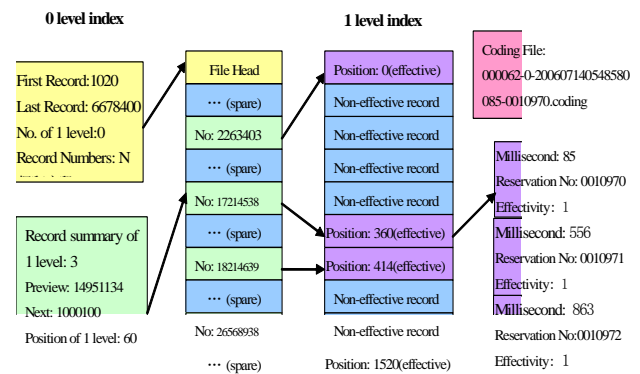 0 level index
1 level index
First Record:1020
Last Record: 6678400
No. of 1 level:0
Record Numbers: N
Record summary of
1 level: 3
Preview: 14951134
Next: 1000100
Position of 1 level: 60
File Head
··· (spare)
No: 2263403
··· (spare)
No: 17214538
··· (spare)
No: 18214639
··· (spare)
No: 26568938
··· (spare)
Position: 0(effective)
Non-effective record
Non-effective record
Non-effective record
Non-effective record
Position: 360(effective)
Position: 414(effective)
Non-effective record
Non-effective record
Position: 1520(effective)
Coding File:
000062-0-200607140548580
085-0010970.coding
Millisecond: 85
Reservation No: 0010970
Effectivity: 1
Millisecond: 556
Reservation No: 0010971
Effectivity: 1
Millisecond: 863
Reservation No:0010972
Effectivity: 1